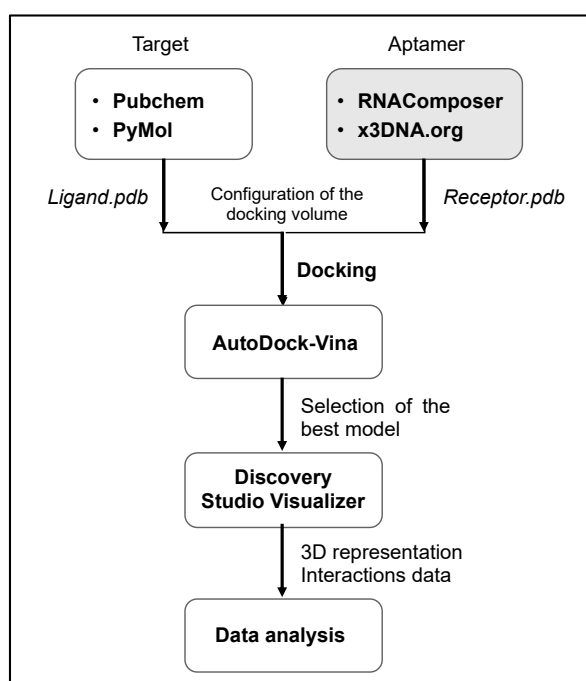 Target
Aptamer
• Pubchem
• PyMol
• RNAComposer
• x3DNA.org
Ligand.pdb
Configuration of the
docking volume
Receptor.pdb
Docking
AutoDock-Vina
Selection of the
best model
Discovery
Studio Visualizer
3D representation
Interactions data
Data analysis